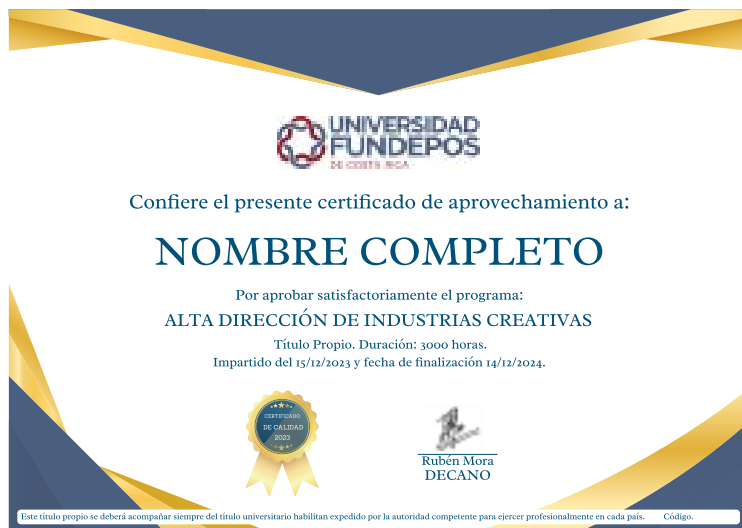 UNIVERSIDAD
FUNDEPOS
DE COSTA RICA
Confiere el presente certificado de aprovechamiento a:
NOMBRE COMPLETO
Por aprobar satisfactoriamente el programa:
ALTA DIRECCIÓN DE INDUSTRIAS CREATIVAS
Título Propio. Duración: 3000 horas.
Impartido del 15/12/2023 y fecha de finalización 14/12/2024.
CERTIFICADO
DE CALIDAD
2023
Rubén Mora
DECANO
Este título propio se deberá acompañar siempre del título universitario habilitan expedido por la autoridad competente para ejercer profesionalmente en cada país. Código.